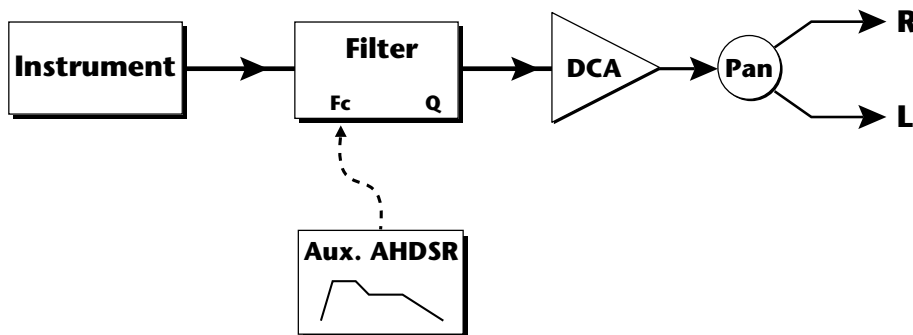 Instrument
Filter
Fc Q
DCA
Pan
R
L
Aux. AHDSR